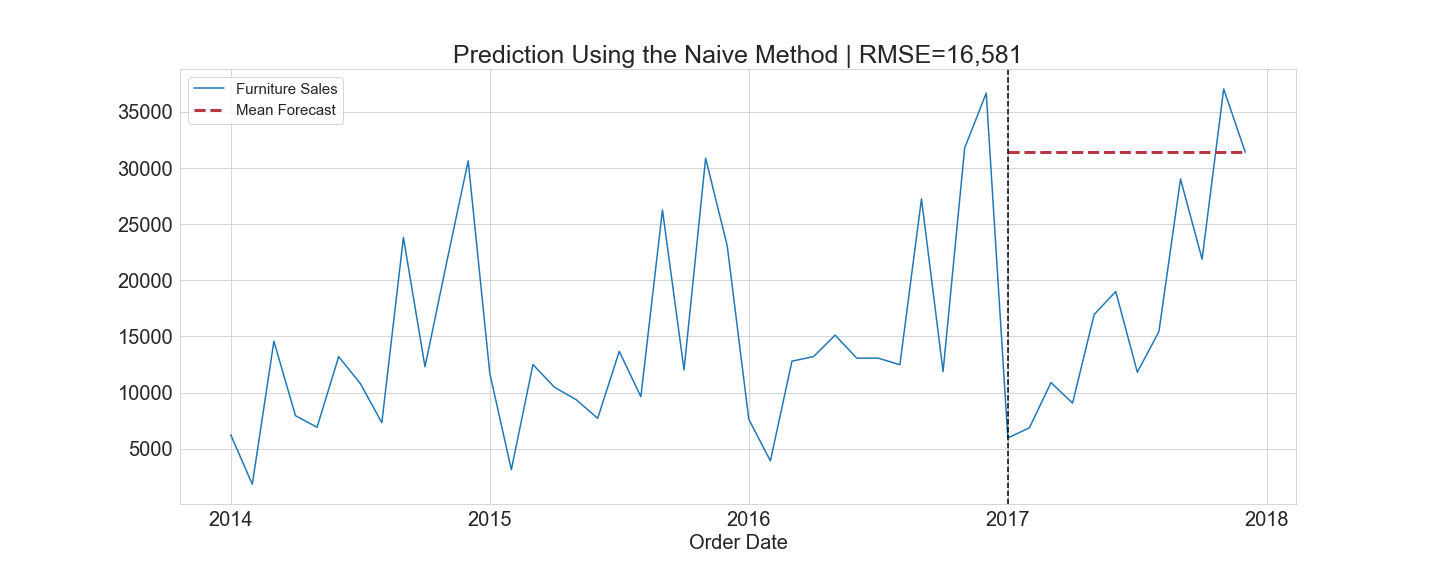 Prediction Using the Naive Method | RMSE=16,581
Furniture Sales
Mean Forecast
35000
30000
25000
20000
15000
10000
5000
2014 2015 2016 2017 2018
Order Date